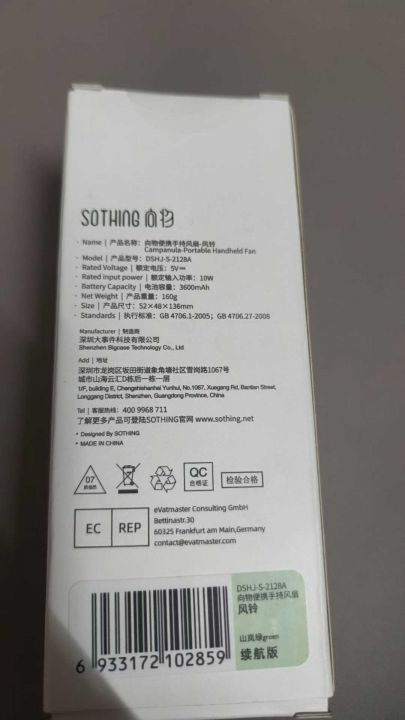 SOTHING 向物
· Name | 产品名称: 向物便携手持风扇-风铃
Campanula-Portable Handheld Fan
· Model | 产品型号: DSHJ-S-2128A
· Rated Voltage | 额定电压: 5V⎓
· Rated input power | 额定输入功率: 10W
· Battery Capacity | 电池容量: 3600mAh
· Net Weight | 产品重量: 160g
· Size | 产品尺寸: 52×48×136mm
· Standards | 执行标准: GB 4706.1-2005; GB 4706.27-2008
Manufacturer | 制造商
深圳大事件科技有限公司
Shenzhen Bigcase Technology Co., Ltd
Add | 地址
深圳市龙岗区坂田街道象角塘社区雪岗路1067号
城市山海云汇D栋后一栋一层
1/F, building E, Chengshishanhai Yunhui, No.1067, Xuegang Rd, Bantian Street,
Longgang District, Shenzhen, Guangdong Province, China
Tel | 客服热线: 400 9968 711
了解更多产品可登陆SOTHING官网 www.sothing.net
• Designed By SOTHING
• MADE IN CHINA
07
QC
合格证
检验合格
EC REP
eVatmaster Consulting GmbH
Bettinastr.30
60325 Frankfurt am Main,Germany
contact@evatmaster.com
DSHJ-S-2128A
向物便携手持风扇
风铃
山岚绿green
续航版
6 933172 102859